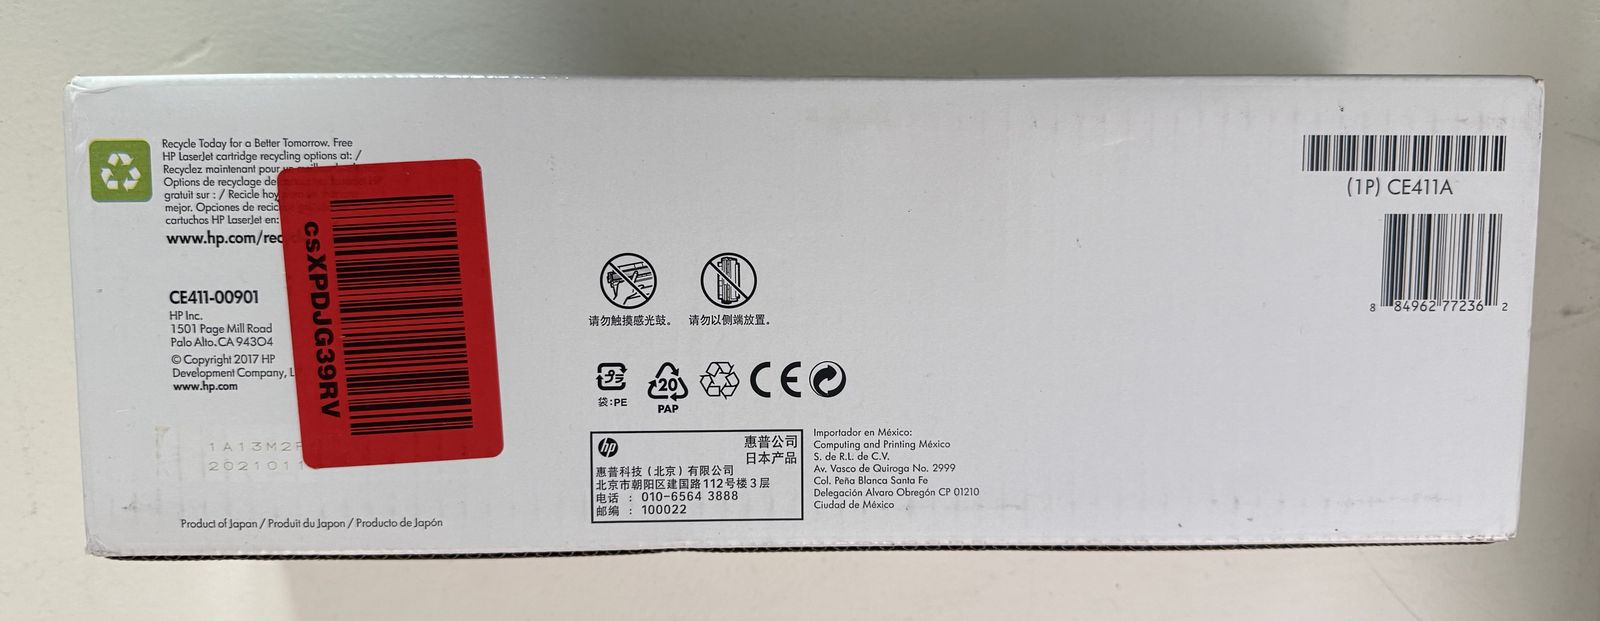 Recycle Today for a Better Tomorrow. Free
HP LaserJet cartridge recycling options at: /
Recyclez maintenant pour
Options de recyclage de
gratuit sur : / Recicle hoy
mejor. Opciones de
cartuchos HP LaserJet en:
www.hp.com/
CE411-00901
HP Inc.
1501 Page Mill Road
Palo Alto, CA 94304
© Copyright 2017 HP
Development Company,
www.hp.com
1A13M2
2021011
Product of Japan / Produit du Japon / Producto de Japón
csXPDJG39RV
请勿触摸感光鼓。
请勿以侧端放置。
プラ
袋:PE
20
PAP
CE
hp
惠普公司
日本产品
惠普科技（北京）有限公司
北京市朝阳区建国路112号楼3层
电话 : 010-6564 3888
邮编 : 100022
Importador en México:
Computing and Printing México
S. de R.L. de C.V.
Av. Vasco de Quiroga No. 2999
Col. Peña Blanca Santa Fe
Delegación Alvaro Obregón CP 01210
Ciudad de México
(1P) CE411A
8 84962 77236 2